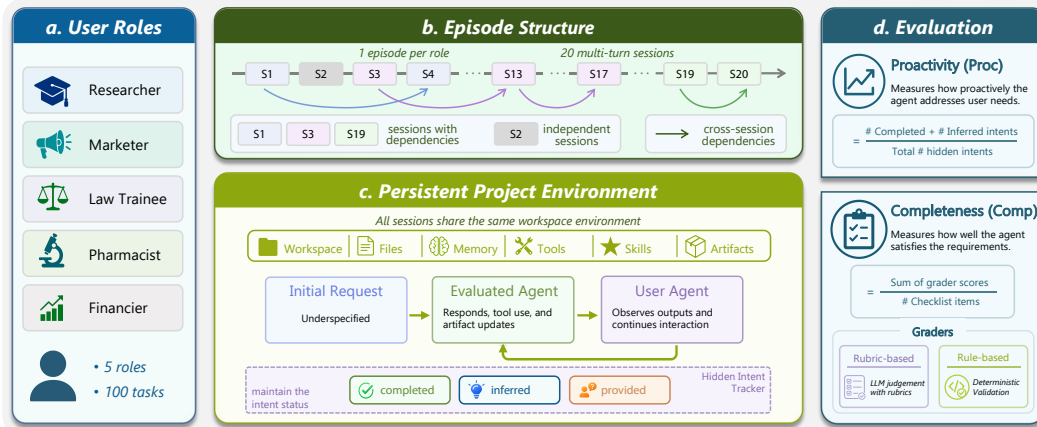 a. User Roles
Researcher
Marketer
Law Trainee
Pharmacist
Financier
• 5 roles
• 100 tasks
b. Episode Structure
1 episode per role
20 multi-turn sessions
S1 S2 S3 S4 ··· S13 ··· S17 ··· S19 S20
S1 S3 S19 sessions with dependencies
S2 independent sessions
cross-session dependencies
c. Persistent Project Environment
All sessions share the same workspace environment
Workspace Files Memory Tools Skills Artifacts
Initial Request
Underspecified
Evaluated Agent
Responds, tool use, and
artifact updates
User Agent
Observes outputs and
continues interaction
maintain the
intent status
completed
inferred
provided
Hidden Intent
Tracker
d. Evaluation
Proactivity (Proc)
Measures how proactively the
agent addresses user needs.
# Completed + # Inferred intents
=
Total # hidden intents
Completeness (Comp)
Measures how well the agent
satisfies the requirements.
Sum of grader scores
=
# Checklist items
Graders
Rubric-based
LLM judgement
with rubrics
Rule-based
Deterministic
Validation